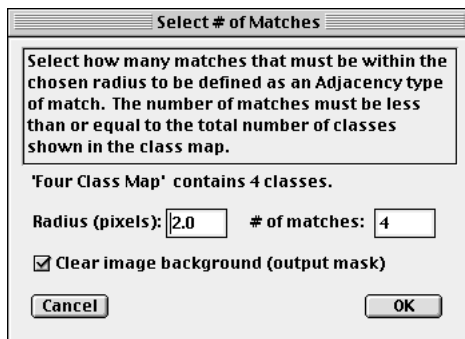 Select # of Matches
Select how many matches that must be within the
chosen radius to be defined as an Adjacency type
of match. The number of matches must be less
than or equal to the total number of classes
shown in the class map.
'Four Class Map' contains 4 classes.
Radius (pixels): 2.0 # of matches: 4
Clear image background (output mask)
Cancel OK